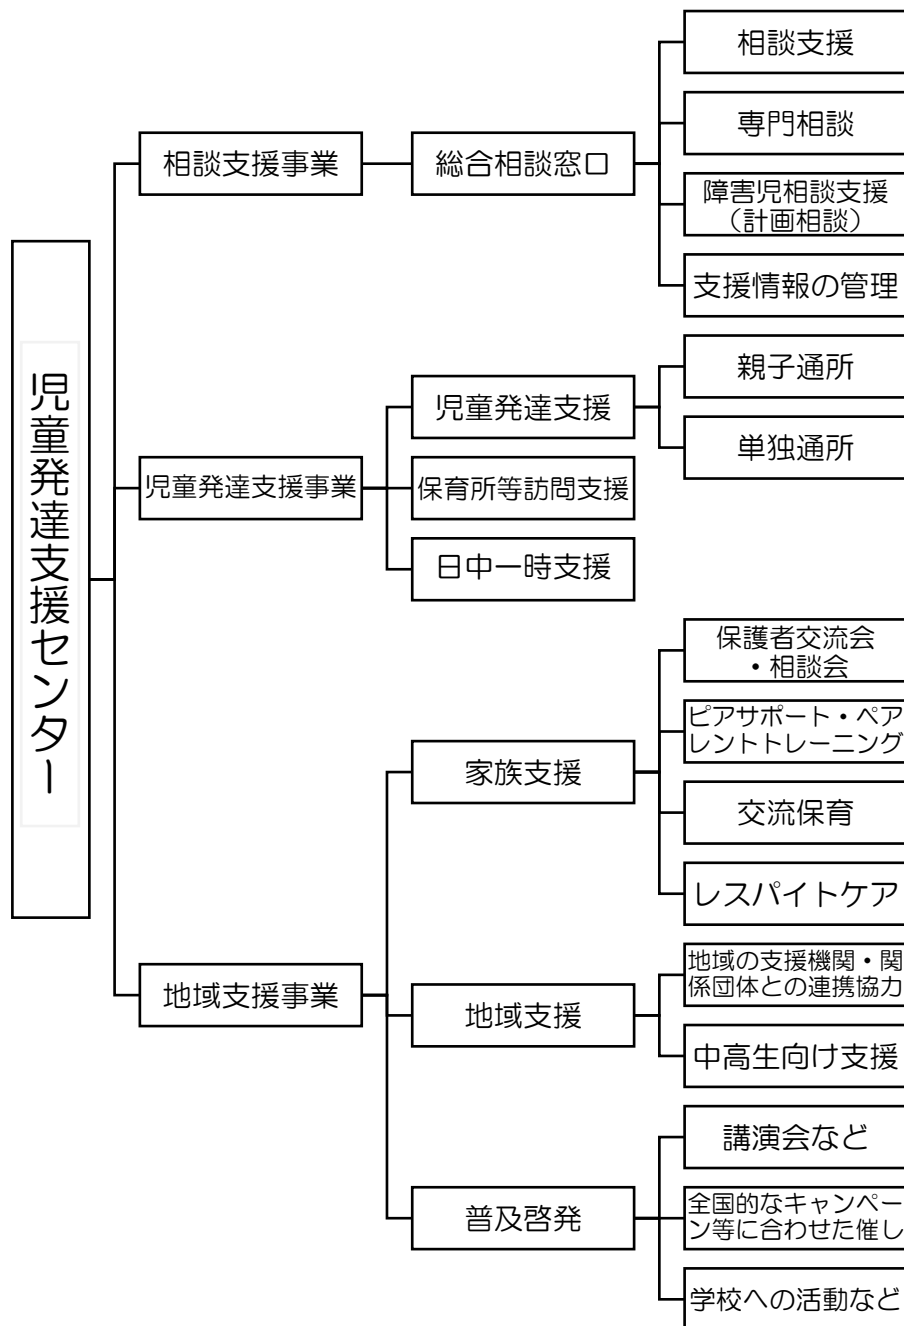 児童発達支援センター
相談支援事業
総合相談窓口
相談支援
専門相談
障害児相談支援
（計画相談）
支援情報の管理
児童発達支援事業
児童発達支援
親子通所
単独通所
保育所等訪問支援
日中一時支援
地域支援事業
家族支援
保護者交流会
・相談会
ピアサポート・ペア
レントトレーニング
交流保育
レスパイトケア
地域支援
地域の支援機関・関
係団体との連携協力
中高生向け支援
普及啓発
講演会など
全国的なキャンペー
ン等に合わせた催し
学校への活動など